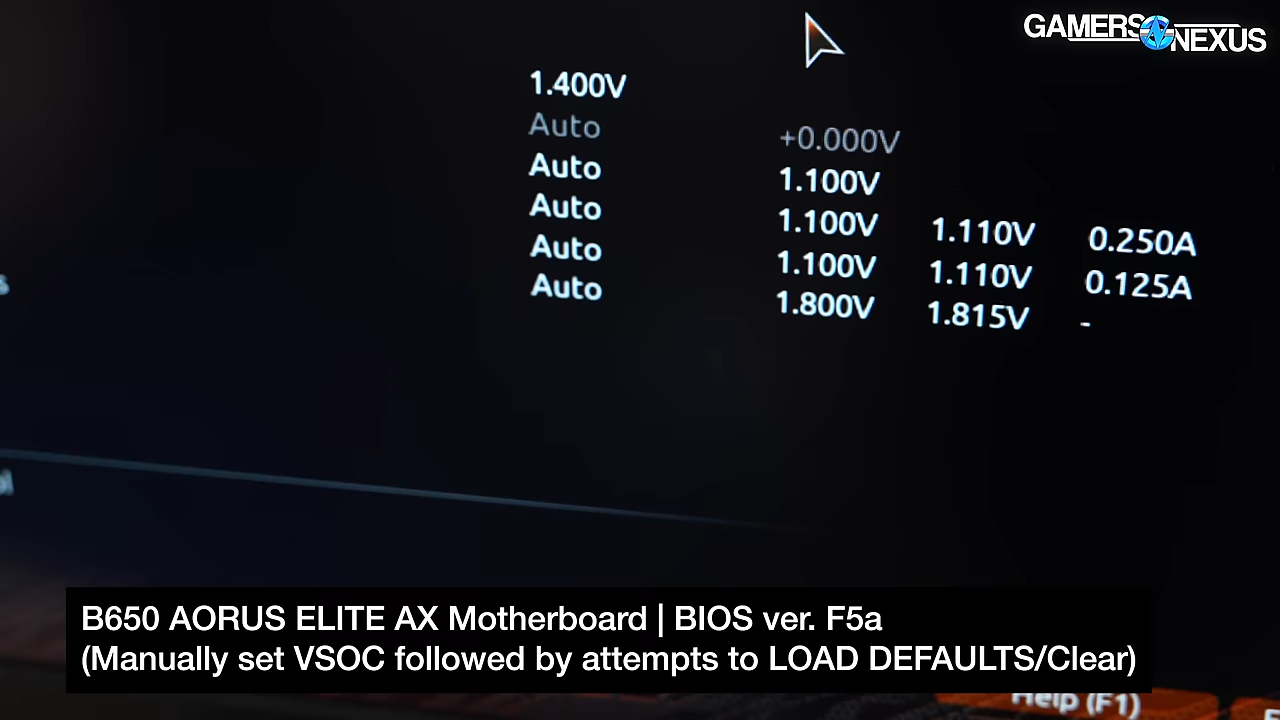 GAMERS NEXUS
1.400V
Auto +0.000V
Auto 1.100V
Auto 1.100V 1.110V 0.250A
Auto 1.100V 1.110V 0.125A
Auto 1.800V 1.815V -
B650 AORUS ELITE AX Motherboard | BIOS ver. F5a
(Manually set VSOC followed by attempts to LOAD DEFAULTS/Clear)
Help (F1)